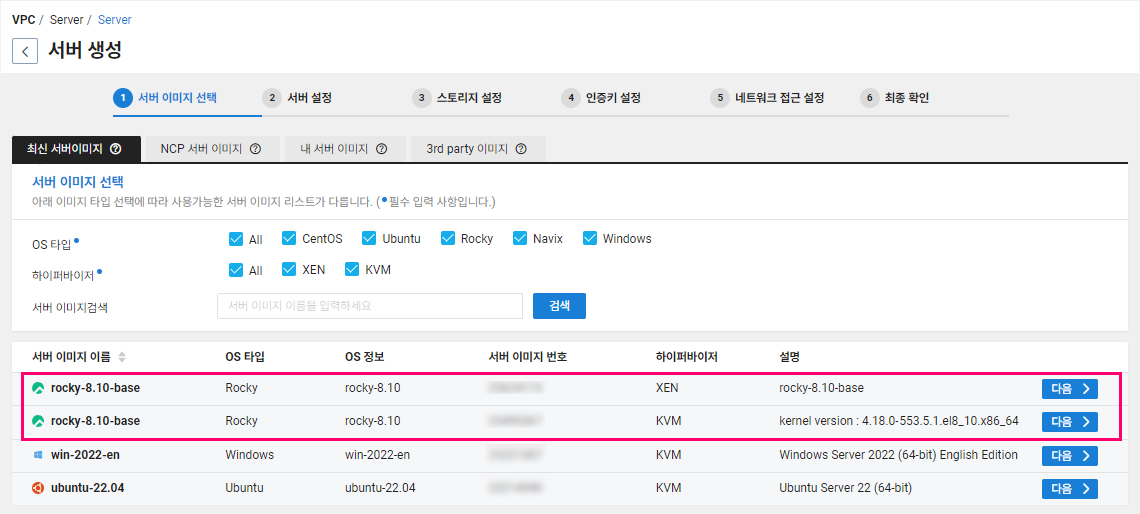 VPC / Server / Server
서버 생성
1 서버 이미지 선택 2 서버 설정 3 스토리지 설정 4 인증키 설정 5 네트워크 접근 설정 6 최종 확인
최신 서버이미지 ? NCP 서버 이미지 ? 내 서버 이미지 ? 3rd party 이미지 ?
서버 이미지 선택
아래 이미지 타입 선택에 따라 사용가능한 서버 이미지 리스트가 다릅니다. (•필수 입력 사항입니다.)
OS 타입• All CentOS Ubuntu Rocky Navix Windows
하이퍼바이저• All XEN KVM
서버 이미지검색 서버 이미지 이름을 입력하세요 검색
서버 이미지 이름 OS 타입 OS 정보 서버 이미지 번호 하이퍼바이저 설명
rocky-8.10-base Rocky rocky-8.10 XEN rocky-8.10-base 다음 >
rocky-8.10-base Rocky rocky-8.10 KVM kernel version : 4.18.0-553.5.1.el8_10.x86_64 다음 >
win-2022-en Windows win-2022-en KVM Windows Server 2022 (64-bit) English Edition 다음 >
ubuntu-22.04 Ubuntu ubuntu-22.04 KVM Ubuntu Server 22 (64-bit) 다음 >